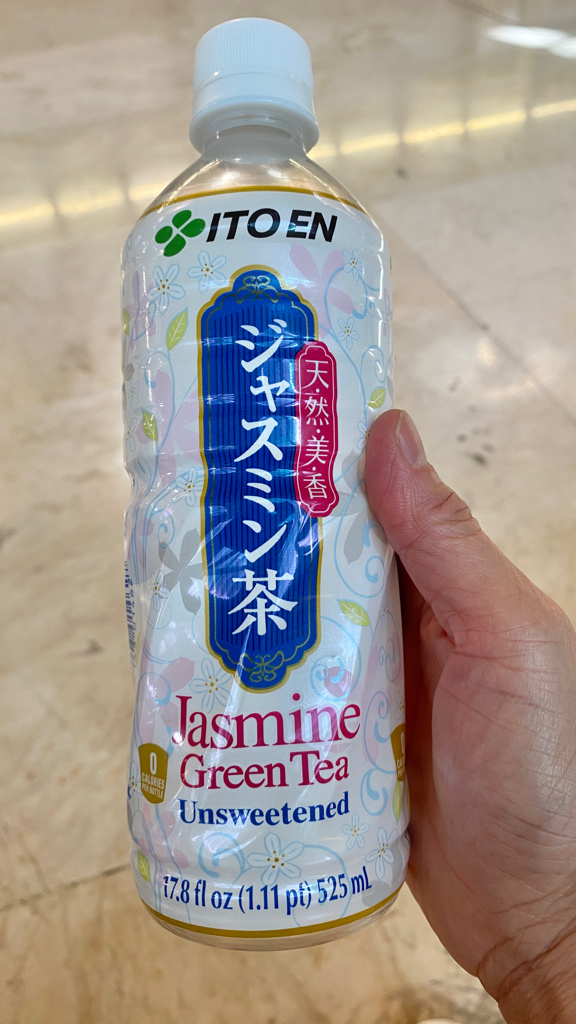 ITO EN
ジャスミン茶
天・然・美・香
Jasmine
Green Tea
Unsweetened
0
CALORIES
PER BOTTLE
17.8 fl oz (1.11 pt) 525 mL